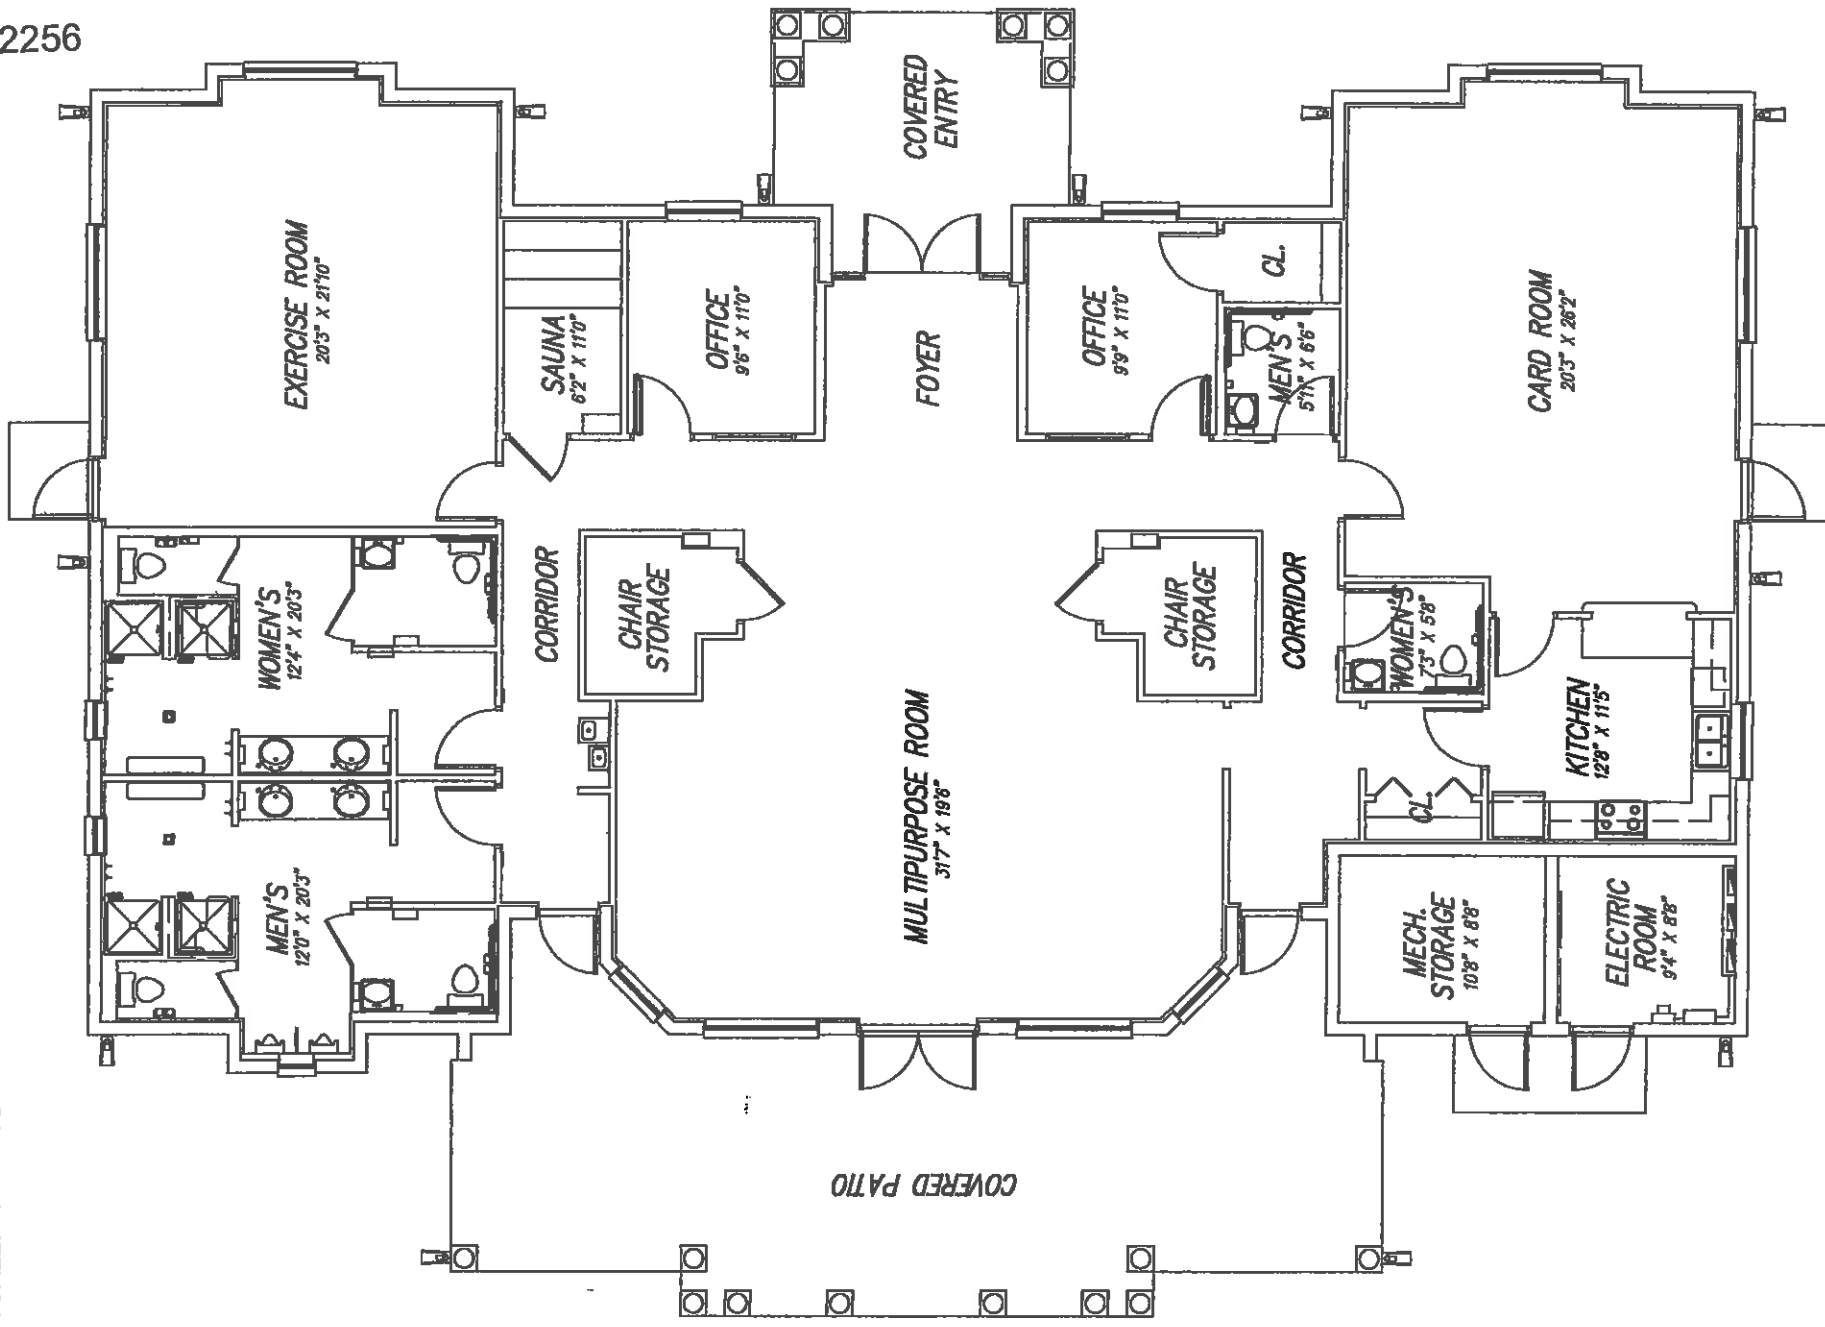 2256
COVERED
ENTRY
EXERCISE ROOM
20'3" X 21'10"
SAUNA
6'2" X 11'0"
OFFICE
9'6" X 11'0"
FOYER
OFFICE
9'9" X 11'0"
CL.
MEN'S
5'11" X 6'6"
CARD ROOM
20'3" X 26'2"
WOMEN'S
12'4" X 20'3"
CORRIDOR
CHAIR
STORAGE
CHAIR
STORAGE
CORRIDOR
WOMEN'S
7'3" X 5'8"
KITCHEN
12'8" X 11'5"
CL.
MULTIPURPOSE ROOM
31'7" X 19'6"
MEN'S
12'0" X 20'3"
MECH.
STORAGE
10'8" X 8'8"
ELECTRIC
ROOM
9'4" X 8'8"
COVERED PATIO